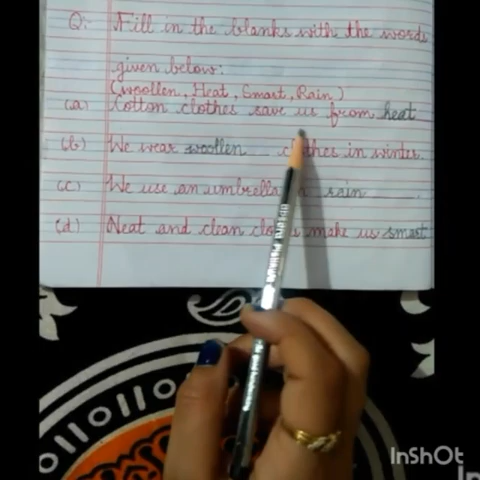 Q: Fill in the blanks with the words
given below:
(Woollen, Heat, Smart, Rain)
(a) Cotton clothes save us from heat
(b) We wear woollen clothes in winter.
(c) We use an umbrella rain
(d) Neat and clean make us smart
InShOt
In